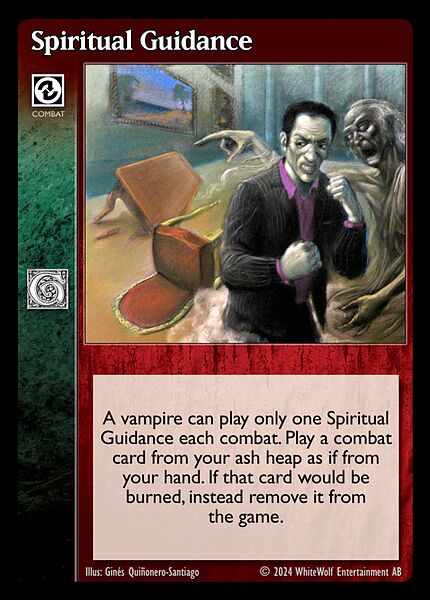 Spiritual Guidance
COMBAT
A vampire can play only one Spiritual
Guidance each combat. Play a combat
card from your ash heap as if from
your hand. If that card would be
burned, instead remove it from
the game.
Illus: Ginés Quiñonero-Santiago © 2024 WhiteWolf Entertainment AB